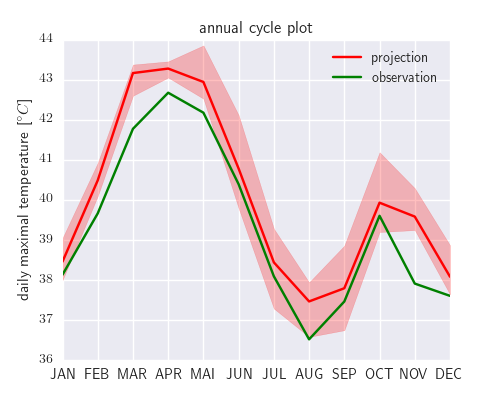 annual cycle plot
projection
observation
daily maximal temperature [°C]
44
43
42
41
40
39
38
37
36
JAN FEB MAR APR MAI JUN JUL AUG SEP OCT NOV DEC